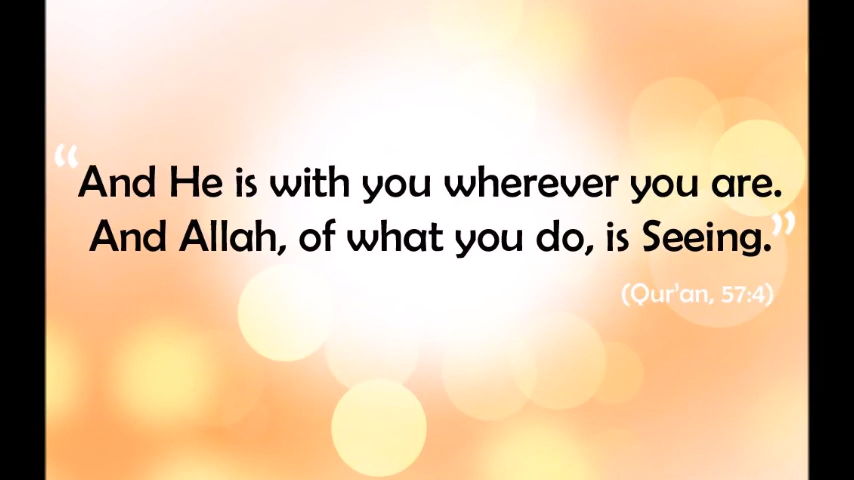 “And He is with you wherever you are.
And Allah, of what you do, is Seeing.”
(Qur'an, 57:4)